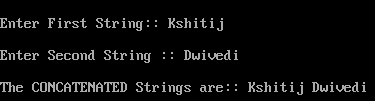 Enter First String:: Kshitij
Enter Second String :: Dwivedi
The CONCATENATED Strings are:: Kshitij Dwivedi